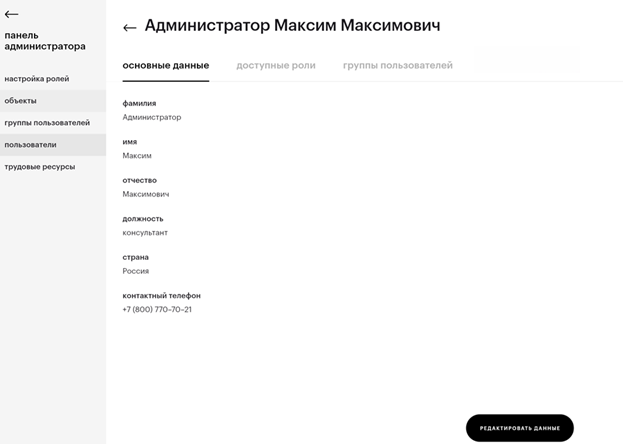 панель
администратора
настройка ролей
объекты
группы пользователей
пользователи
трудовые ресурсы
Администратор Максим Максимович
основные данные
доступные роли
группы пользователей
фамилия
Администратор
имя
Максим
отчество
Максимович
должность
консультант
страна
Россия
контактный телефон
+7 (800) 770-70-21
РЕДАКТИРОВАТЬ ДАННЫЕ